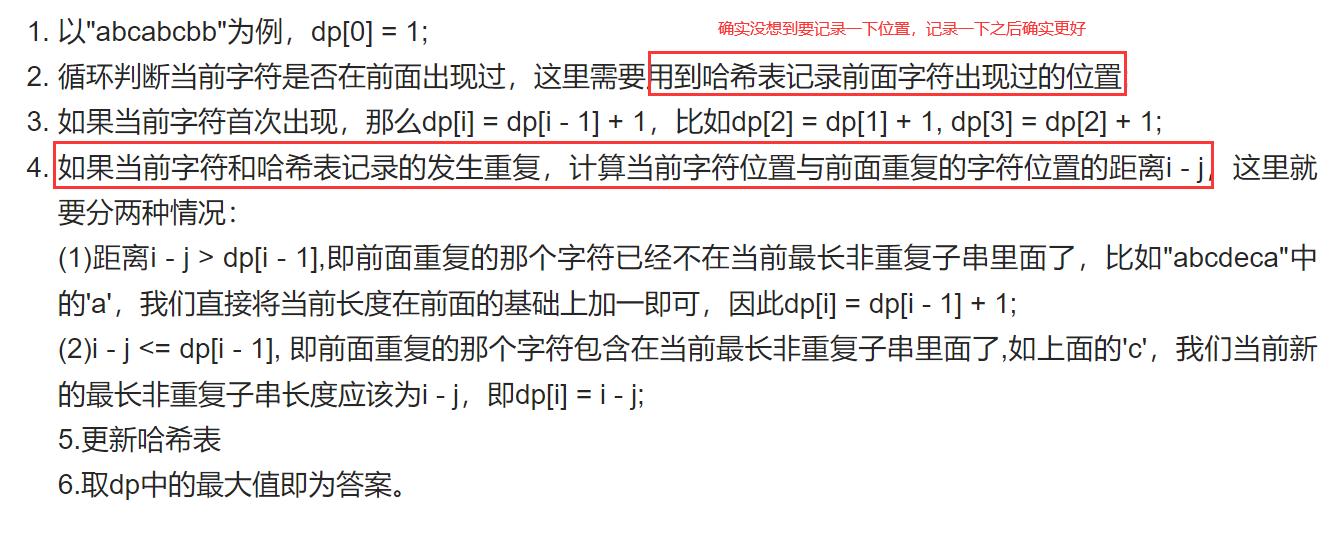 1. 以"abcabcbb"为例，dp[0] = 1;
确实没想到要记录一下位置，记录一下之后确实更好
2. 循环判断当前字符是否在前面出现过，这里需要用到哈希表记录前面字符出现过的位置
3. 如果当前字符首次出现，那么dp[i] = dp[i - 1] + 1，比如dp[2] = dp[1] + 1, dp[3] = dp[2] + 1;
4. 如果当前字符和哈希表记录的发生重复，计算当前字符位置与前面重复的字符位置的距离i - j，这里就
要分两种情况：
(1)距离i - j > dp[i - 1],即前面重复的那个字符已经不在当前最长非重复子串里面了，比如"abcdeca"中
的'a'，我们直接将当前长度在前面的基础上加一即可，因此dp[i] = dp[i - 1] + 1;
(2)i - j <= dp[i - 1], 即前面重复的那个字符包含在当前最长非重复子串里面了,如上面的'c'，我们当前新
的最长非重复子串长度应该为i - j，即dp[i] = i - j;
5.更新哈希表
6.取dp中的最大值即为答案。